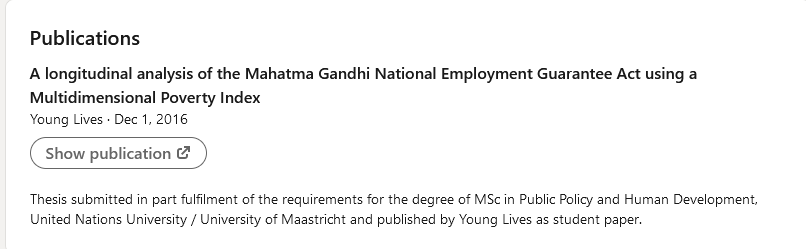 Publications
A longitudinal analysis of the Mahatma Gandhi National Employment Guarantee Act using a
Multidimensional Poverty Index
Young Lives · Dec 1, 2016
Show publication
Thesis submitted in part fulfilment of the requirements for the degree of MSc in Public Policy and Human Development,
United Nations University / University of Maastricht and published by Young Lives as student paper.